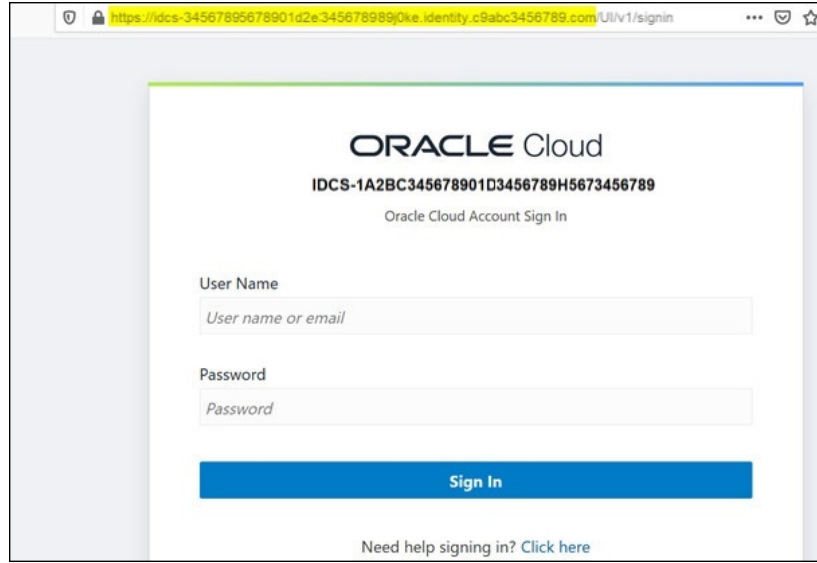 https://idcs-34567895678901d2e345678989j0ke.identity.c9abc3456789.com/UI/v1/signin
ORACLE Cloud
IDCS-1A2BC345678901D3456789H5673456789
Oracle Cloud Account Sign In
User Name
User name or email
Password
Password
Sign In
Need help signing in? Click here